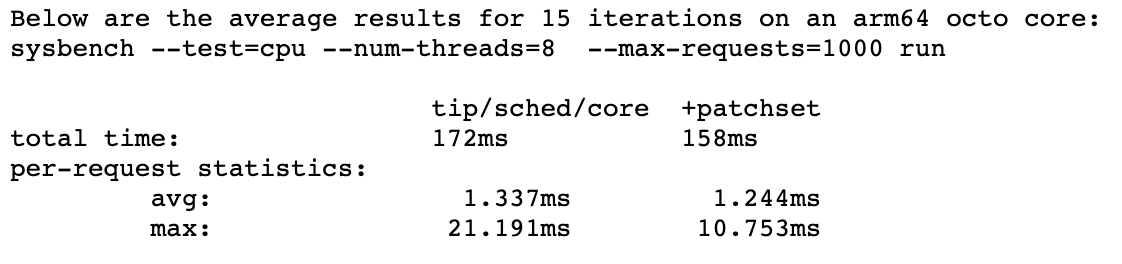 Below are the average results for 15 iterations on an arm64 octo core:
sysbench --test=cpu --num-threads=8  --max-requests=1000 run
tip/sched/core  +patchset
total time:                172ms           158ms
per-request statistics:
avg:                1.337ms         1.244ms
max:               21.191ms        10.753ms